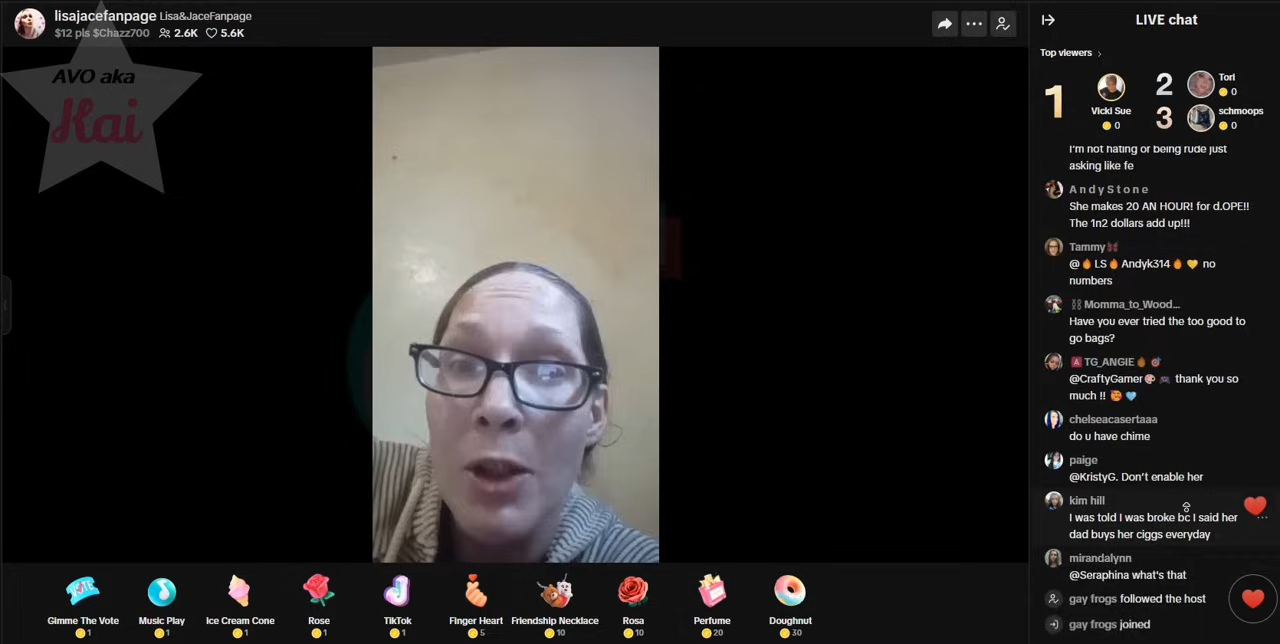 lisajacefanpage Lisa&JaceFanpage
$12 pls $Chazz700 2.6K 5.6K
AVO aka
Kai
LIVE chat
Top viewers
1
Vicki Sue
0
2
Tori
0
3
schmoops
0
I'm not hating or being rude just
asking like fe
A n d y S t o n e
She makes 20 AN HOUR! for d.OPE!!
The 1n2 dollars add up!!!
Tammy
@🔥LS🔥Andyk314🔥💛 no
numbers
Momma_to_Wood...
Have you ever tried the too good to
go bags?
TG_ANGIE
@CraftyGamer thank you so
much !!
chelseacasertaaa
do u have chime
paige
@KristyG. Don't enable her
kim hill
I was told I was broke bc I said her
dad buys her ciggs everyday
mirandalynn
@Seraphina what's that
gay frogs followed the host
gay frogs joined
Gimme The Vote
1
Music Play
1
Ice Cream Cone
1
Rose
1
TikTok
1
Finger Heart
5
Friendship Necklace
10
Rosa
10
Perfume
20
Doughnut
30